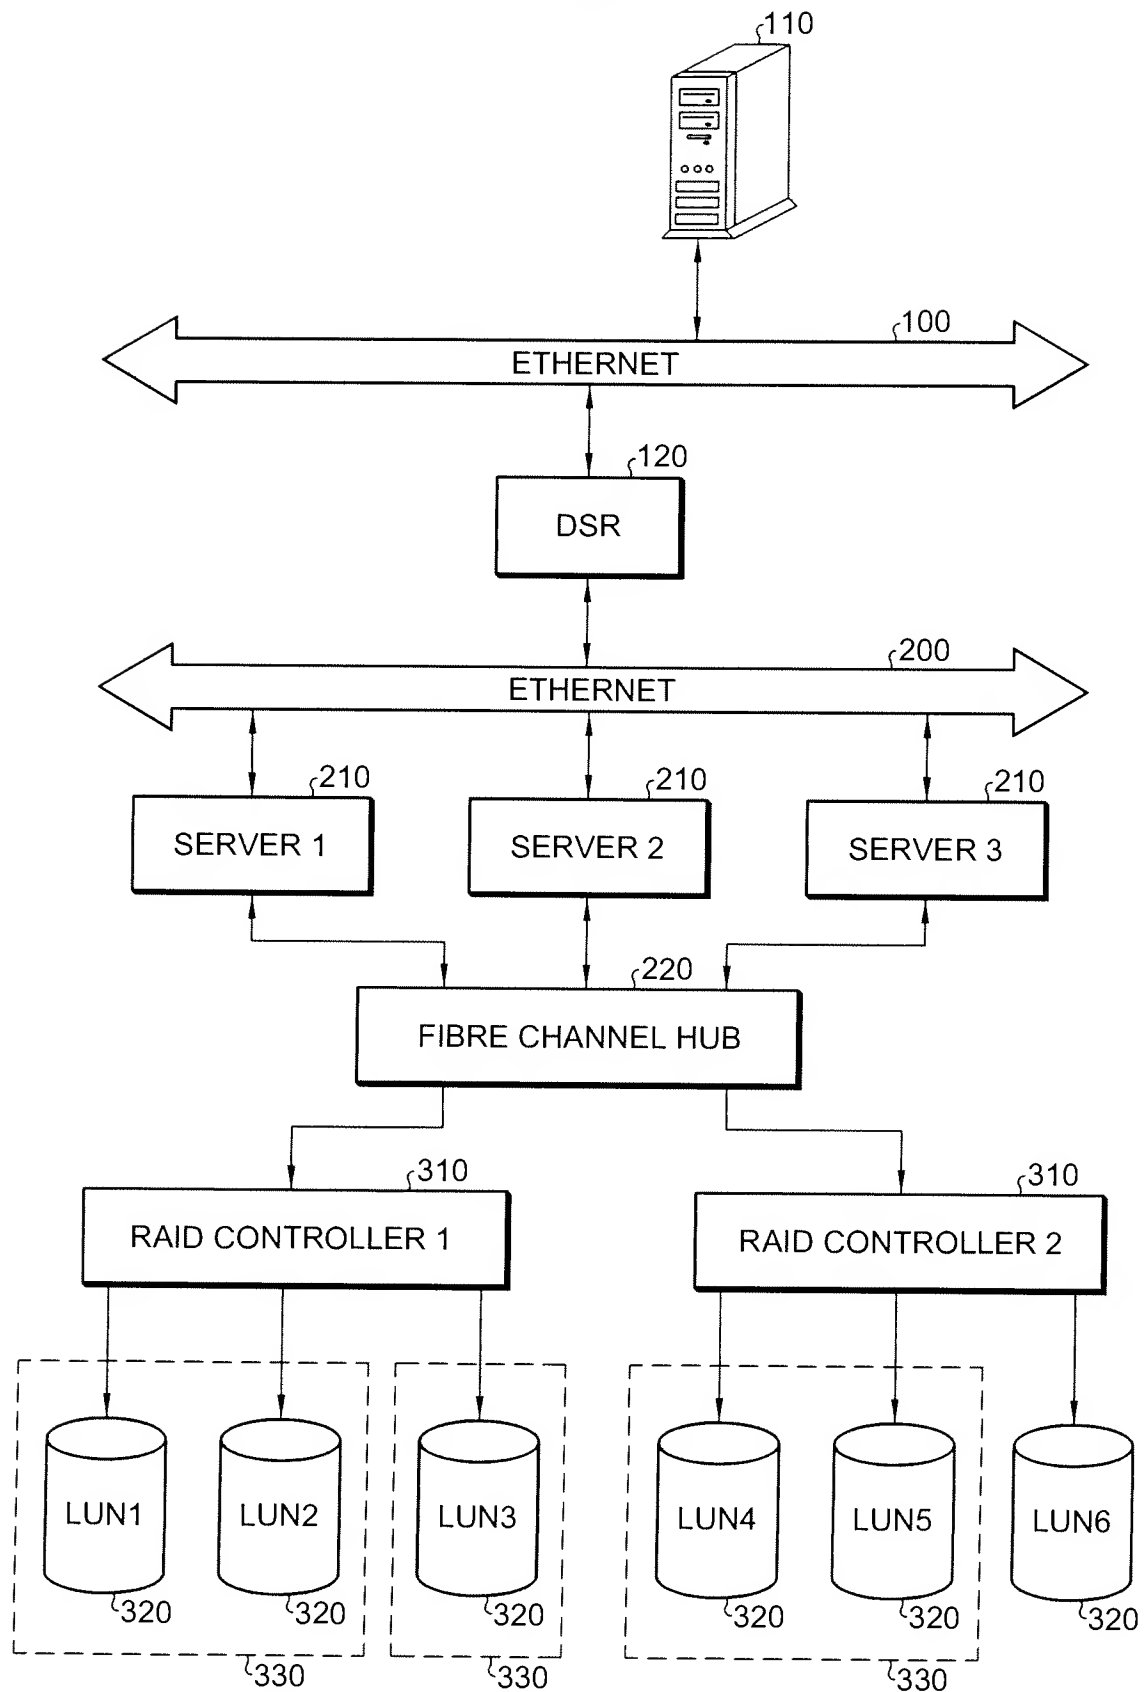 110
100
ETHERNET
120
DSR
200
ETHERNET
210
210
210
SERVER 1
SERVER 2
SERVER 3
220
FIBRE CHANNEL HUB
310
310
RAID CONTROLLER 1
RAID CONTROLLER 2
LUN1
LUN2
LUN3
LUN4
LUN5
LUN6
320
320
320
320
320
320
330
330
330